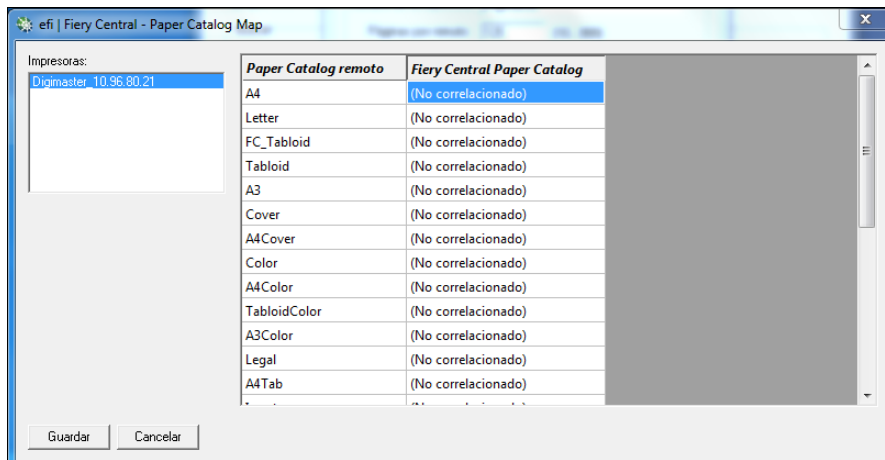 efi | Fiery Central - Paper Catalog Map
Impresoras:
Digimaster_10.96.80.21
Paper Catalog remoto Fiery Central Paper Catalog
A4 (No correlacionado)
Letter (No correlacionado)
FC_Tabloid (No correlacionado)
Tabloid (No correlacionado)
A3 (No correlacionado)
Cover (No correlacionado)
A4Cover (No correlacionado)
Color (No correlacionado)
A4Color (No correlacionado)
TabloidColor (No correlacionado)
A3Color (No correlacionado)
Legal (No correlacionado)
A4Tab (No correlacionado)
Guardar Cancelar